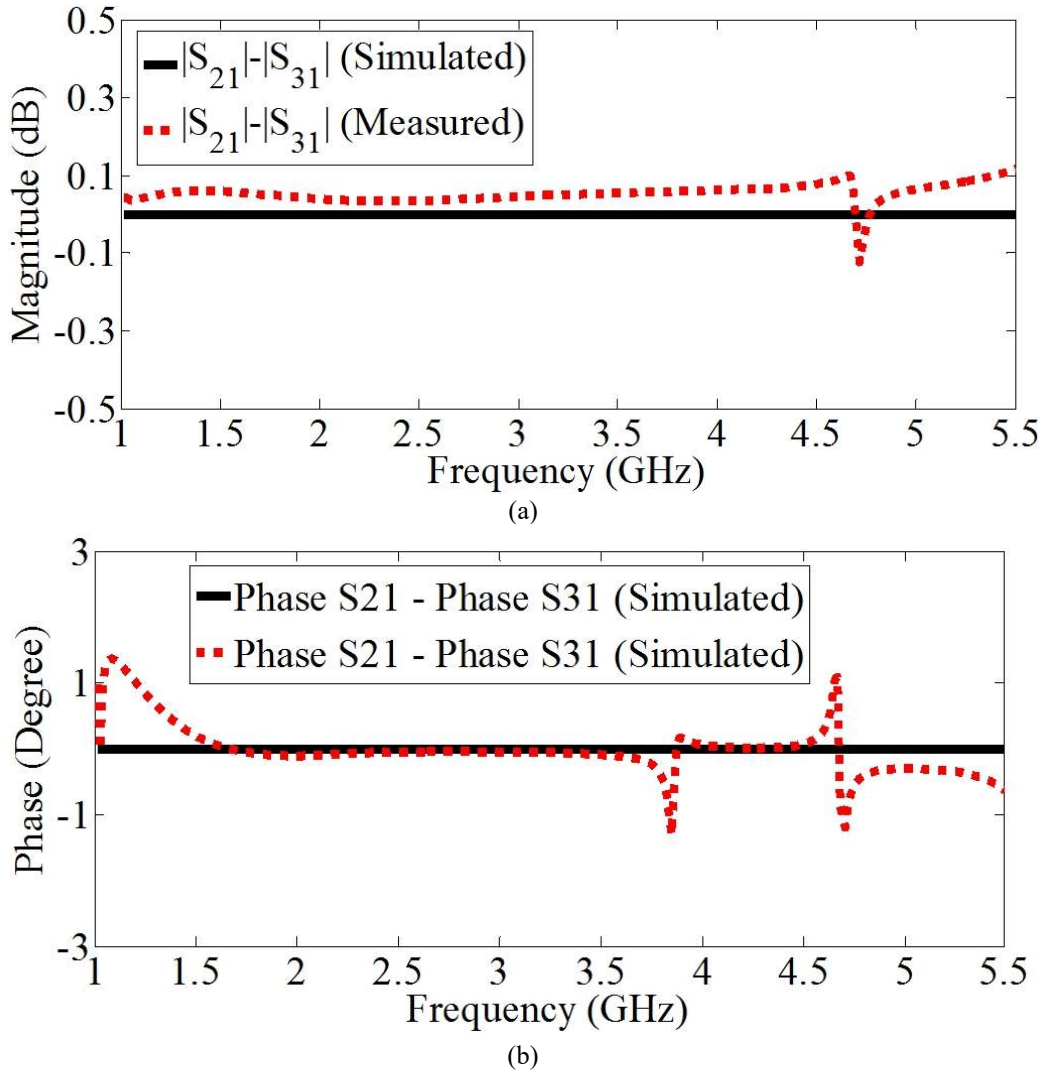 0.5
0.3
0.1
-0.1
-0.3
-0.5
Magnitude (dB)
|S21|-|S31| (Simulated)
|S21|-|S31| (Measured)
1 1.5 2 2.5 3 3.5 4 4.5 5 5.5
Frequency (GHz)
(a)
3
1
-1
-3
Phase (Degree)
Phase S21 - Phase S31 (Simulated)
Phase S21 - Phase S31 (Simulated)
1 1.5 2 2.5 3 3.5 4 4.5 5 5.5
Frequency (GHz)
(b)